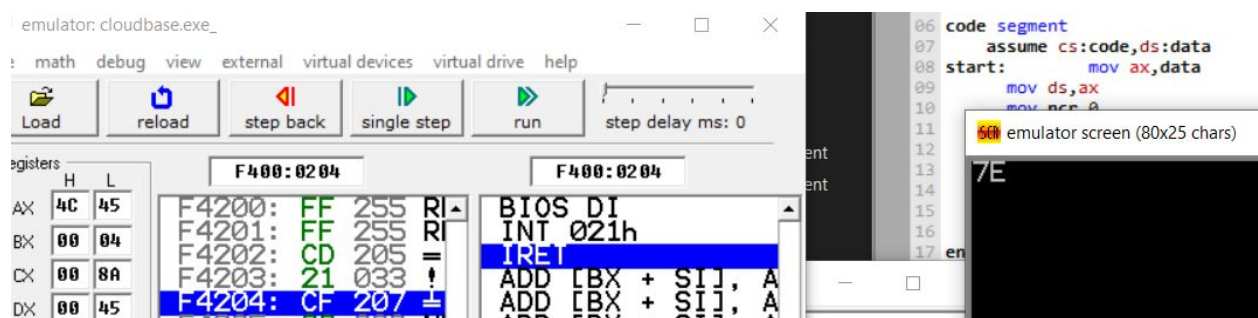 emulator: cloudbase.exe_
math debug view external virtual devices virtual drive help
Load reload step back single step run step delay ms: 0
registers
H L
F400:0204 F400:0204
AX 4C 45
BX 00 04
CX 00 8A
DX 00 45
F4200: FF 255
F4201: FF 255
F4202: CD 205 =
F4203: 21 033 !
F4204: CF 207 ╧
BIOS DI
INT 021h
IRET
ADD [BX + SI], A
ADD [BX + SI], A
06 code segment
07 assume cs:code,ds:data
08 start: mov ax,data
09 mov ds,ax
10
11
12
13
14
15
16
17 en
ent
ent
emulator screen (80x25 chars)
7E